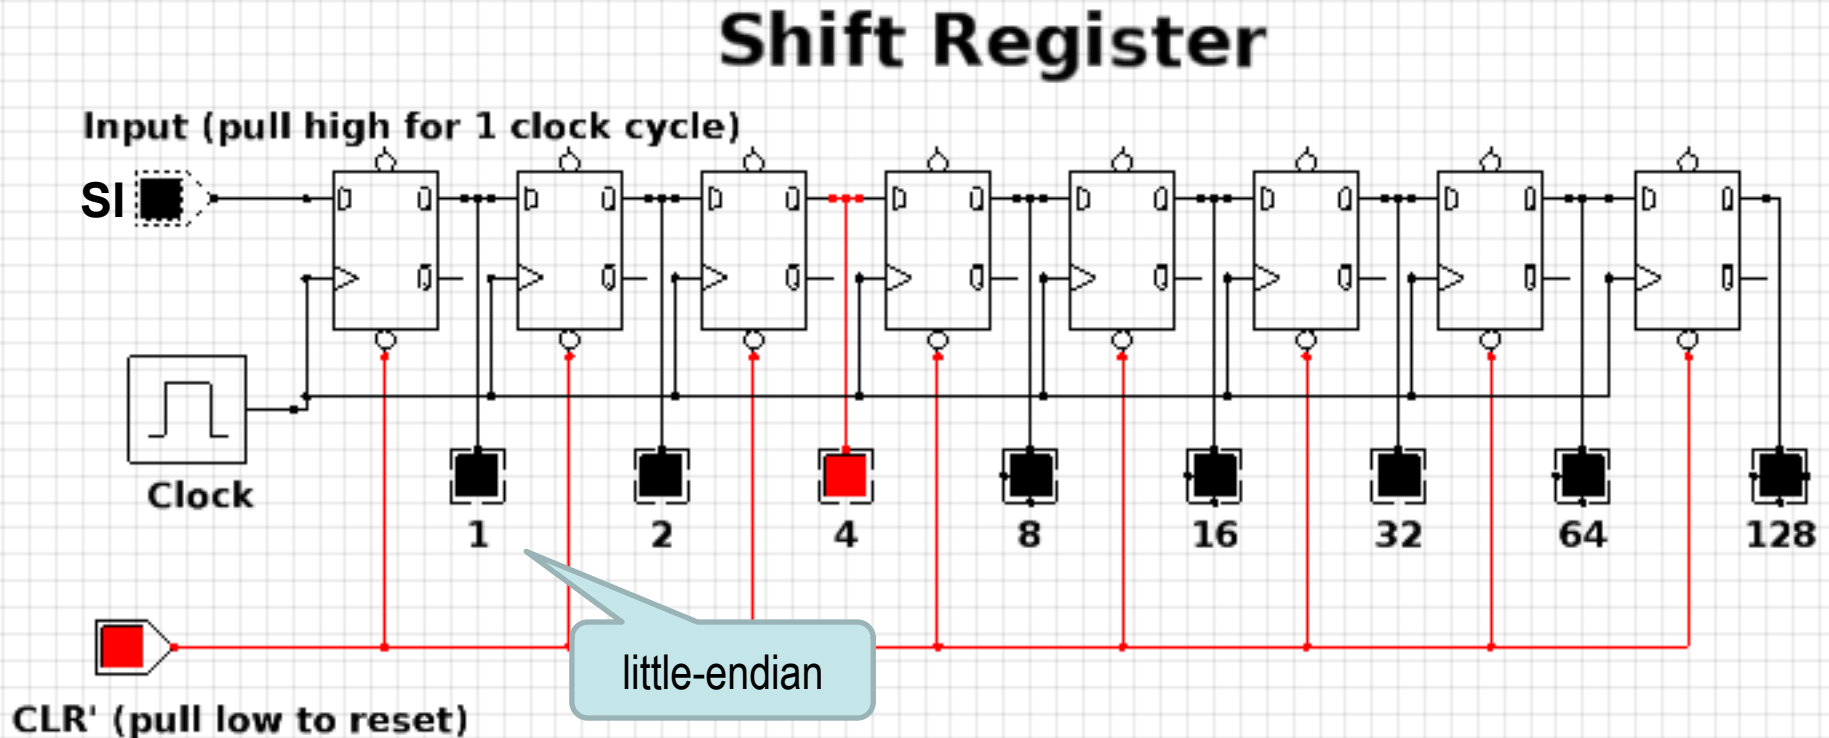 Shift Register
Input (pull high for 1 clock cycle)
SI
D Q D Q D Q D Q D Q D Q D Q D Q
Q Q Q Q Q Q Q Q
Clock
1 2 4 8 16 32 64 128
little-endian
CLR' (pull low to reset)